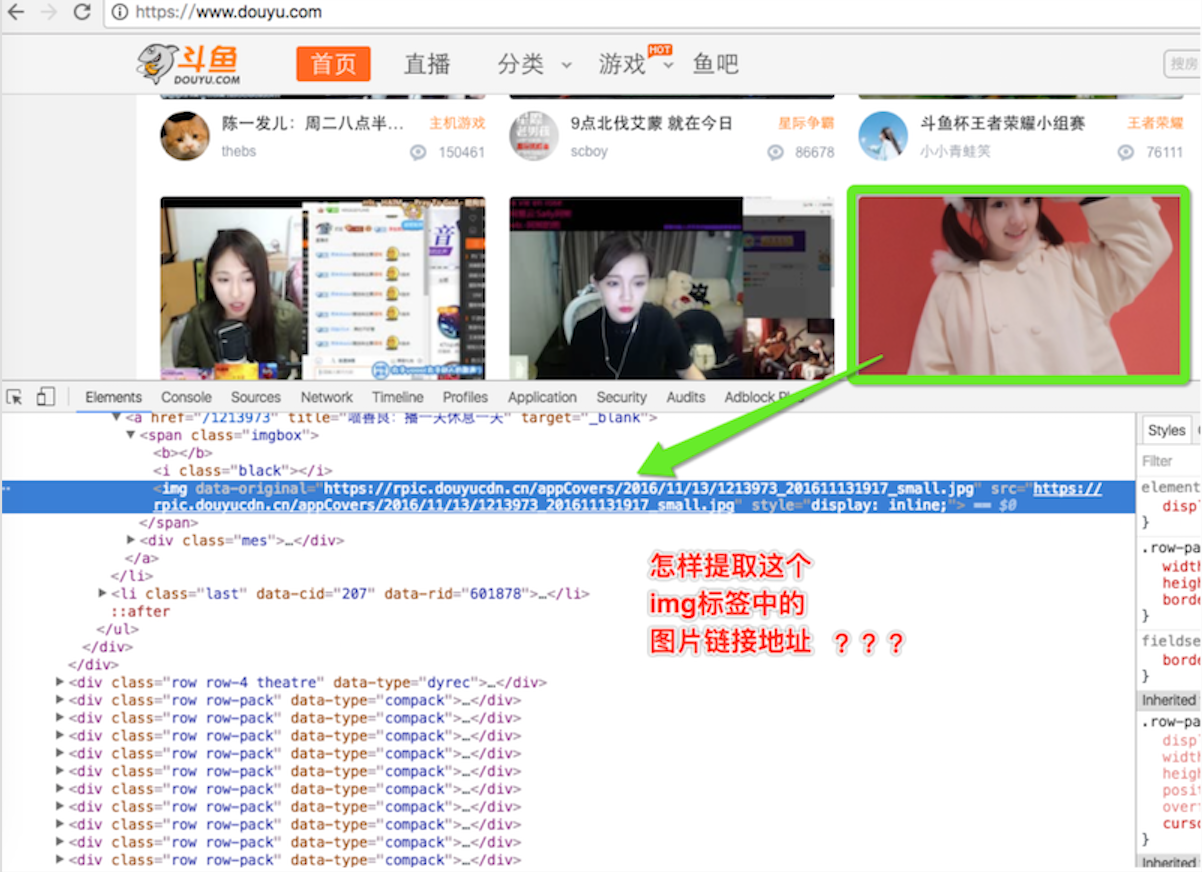 https://www.douyu.com
斗鱼
DOUYU.COM
首页
直播
分类
游戏
HOT
鱼吧
搜房
陈一发儿：周二八点半...
主机游戏
thebs
150461
9点北伐艾蒙 就在今日
星际争霸
scboy
86678
斗鱼杯王者荣耀小组赛
王者荣耀
小小青蛙笑
76111
Elements Console Sources Network Timeline Profiles Application Security Audits Adblock Plus
<a href="/1213973" title="喵善良：播一天休息一天" target="_blank">
<span class="imgbox">
<b></b>
<i class="black"></i>
<img data-original="https://rpic.douyucdn.cn/appCovers/2016/11/13/1213973_201611131917_small.jpg" src="https://
rpic.douyucdn.cn/appCovers/2016/11/13/1213973_201611131917_small.jpg" style="display: inline;"> == $0
</span>
<div class="mes">…</div>
</a>
</li>
<li class="last" data-cid="207" data-rid="601878">…</li>
::after
</ul>
</div>
</div>
<div class="row row-4 theatre" data-type="dyrec">…</div>
<div class="row row-pack" data-type="compack">…</div>
<div class="row row-pack" data-type="compack">…</div>
<div class="row row-pack" data-type="compack">…</div>
<div class="row row-pack" data-type="compack">…</div>
<div class="row row-pack" data-type="compack">…</div>
<div class="row row-pack" data-type="compack">…</div>
<div class="row row-pack" data-type="compack">…</div>
<div class="row row-pack" data-type="compack">…</div>
<div class="row row-pack" data-type="compack">…</div>
<div class="row row-pack" data-type="compack">…</div>
怎样提取这个
img标签中的
图片链接地址 ？？？
Styles
Filter
element
disp
}
.row-pa
width
heigh
borde
}
fieldse
borde
}
Inherited
.row-pa
disp
width
heigh
posit
overf
curso
}
Inherited